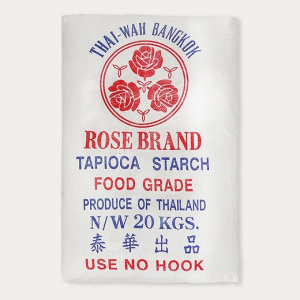 THAI-WAH BANGKOK
ROSE BRAND
TAPIOCA STARCH
FOOD GRADE
PRODUCE OF THAILAND
N/W 20 KGS.
泰華出品
USE NO HOOK